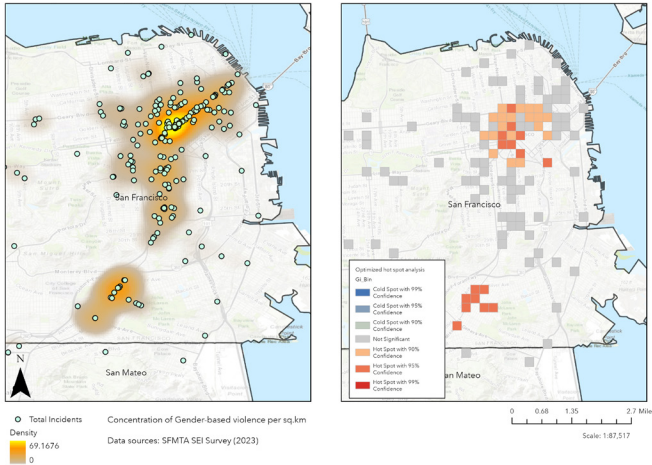 Bay Brg
San Francisco
San Mateo
N
Total Incidents
Density
69.1676
0
Concentration of Gender-based violence per sq.km
Data sources: SFMTA SEI Survey (2023)
San Francisco
Optimized hot spot analysis
Gi_Bin
Cold Spot with 99%
Confidence
Cold Spot with 95%
Confidence
Cold Spot with 90%
Confidence
Not Significant
Hot Spot with 90%
Confidence
Hot Spot with 95%
Confidence
Hot Spot with 99%
Confidence
an Mateo
0 0.68 1.35 2.7 Mile
Scale: 1:87,517